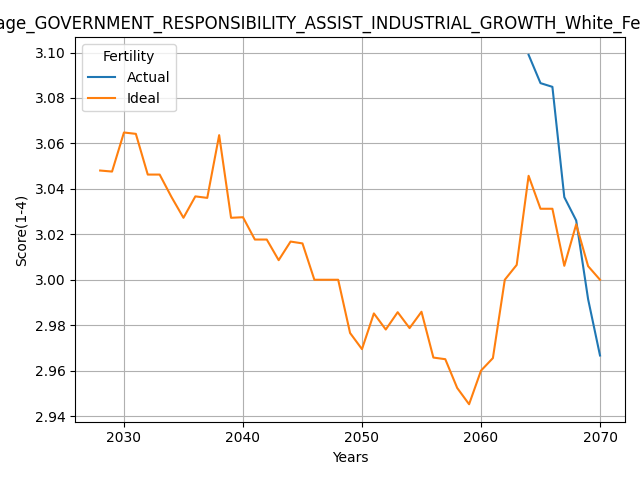 age_GOVERNMENT_RESPONSIBILITY_ASSIST_INDUSTRIAL_GROWTH_White_Fe
Fertility
Actual
Ideal
3.10
3.08
3.06
3.04
3.02
3.00
2.98
2.96
2.94
Score(1-4)
2030 2040 2050 2060 2070
Years